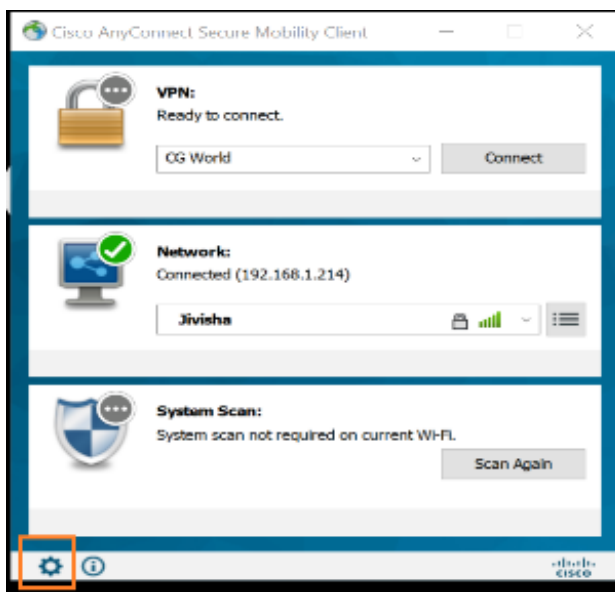 Cisco AnyConnect Secure Mobility Client
VPN:
Ready to connect.
CG World
Connect
Network:
Connected (192.168.1.214)
Jivisha
System Scan:
System scan not required on current Wi-Fi.
Scan Again
cisco